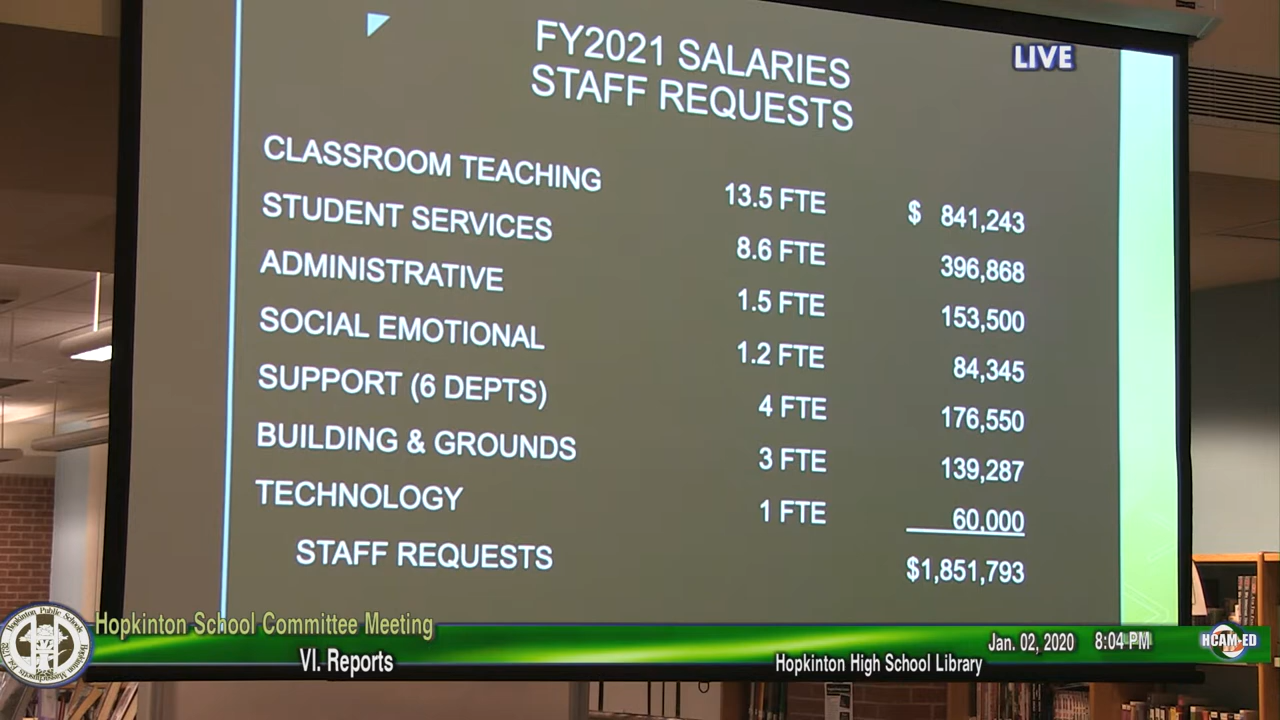 FY2021 SALARIES
STAFF REQUESTS
LIVE
CLASSROOM TEACHING 13.5 FTE $ 841,243
STUDENT SERVICES 8.6 FTE 396,868
ADMINISTRATIVE 1.5 FTE 153,500
SOCIAL EMOTIONAL 1.2 FTE 84,345
SUPPORT (6 DEPTS) 4 FTE 176,550
BUILDING & GROUNDS 3 FTE 139,287
TECHNOLOGY 1 FTE 60,000
STAFF REQUESTS $1,851,793
Hopkinton School Committee Meeting
Jan. 02, 2020 8:04 PM
HCAM-ED
VI. Reports
Hopkinton High School Library
Hopkinton Public Schools